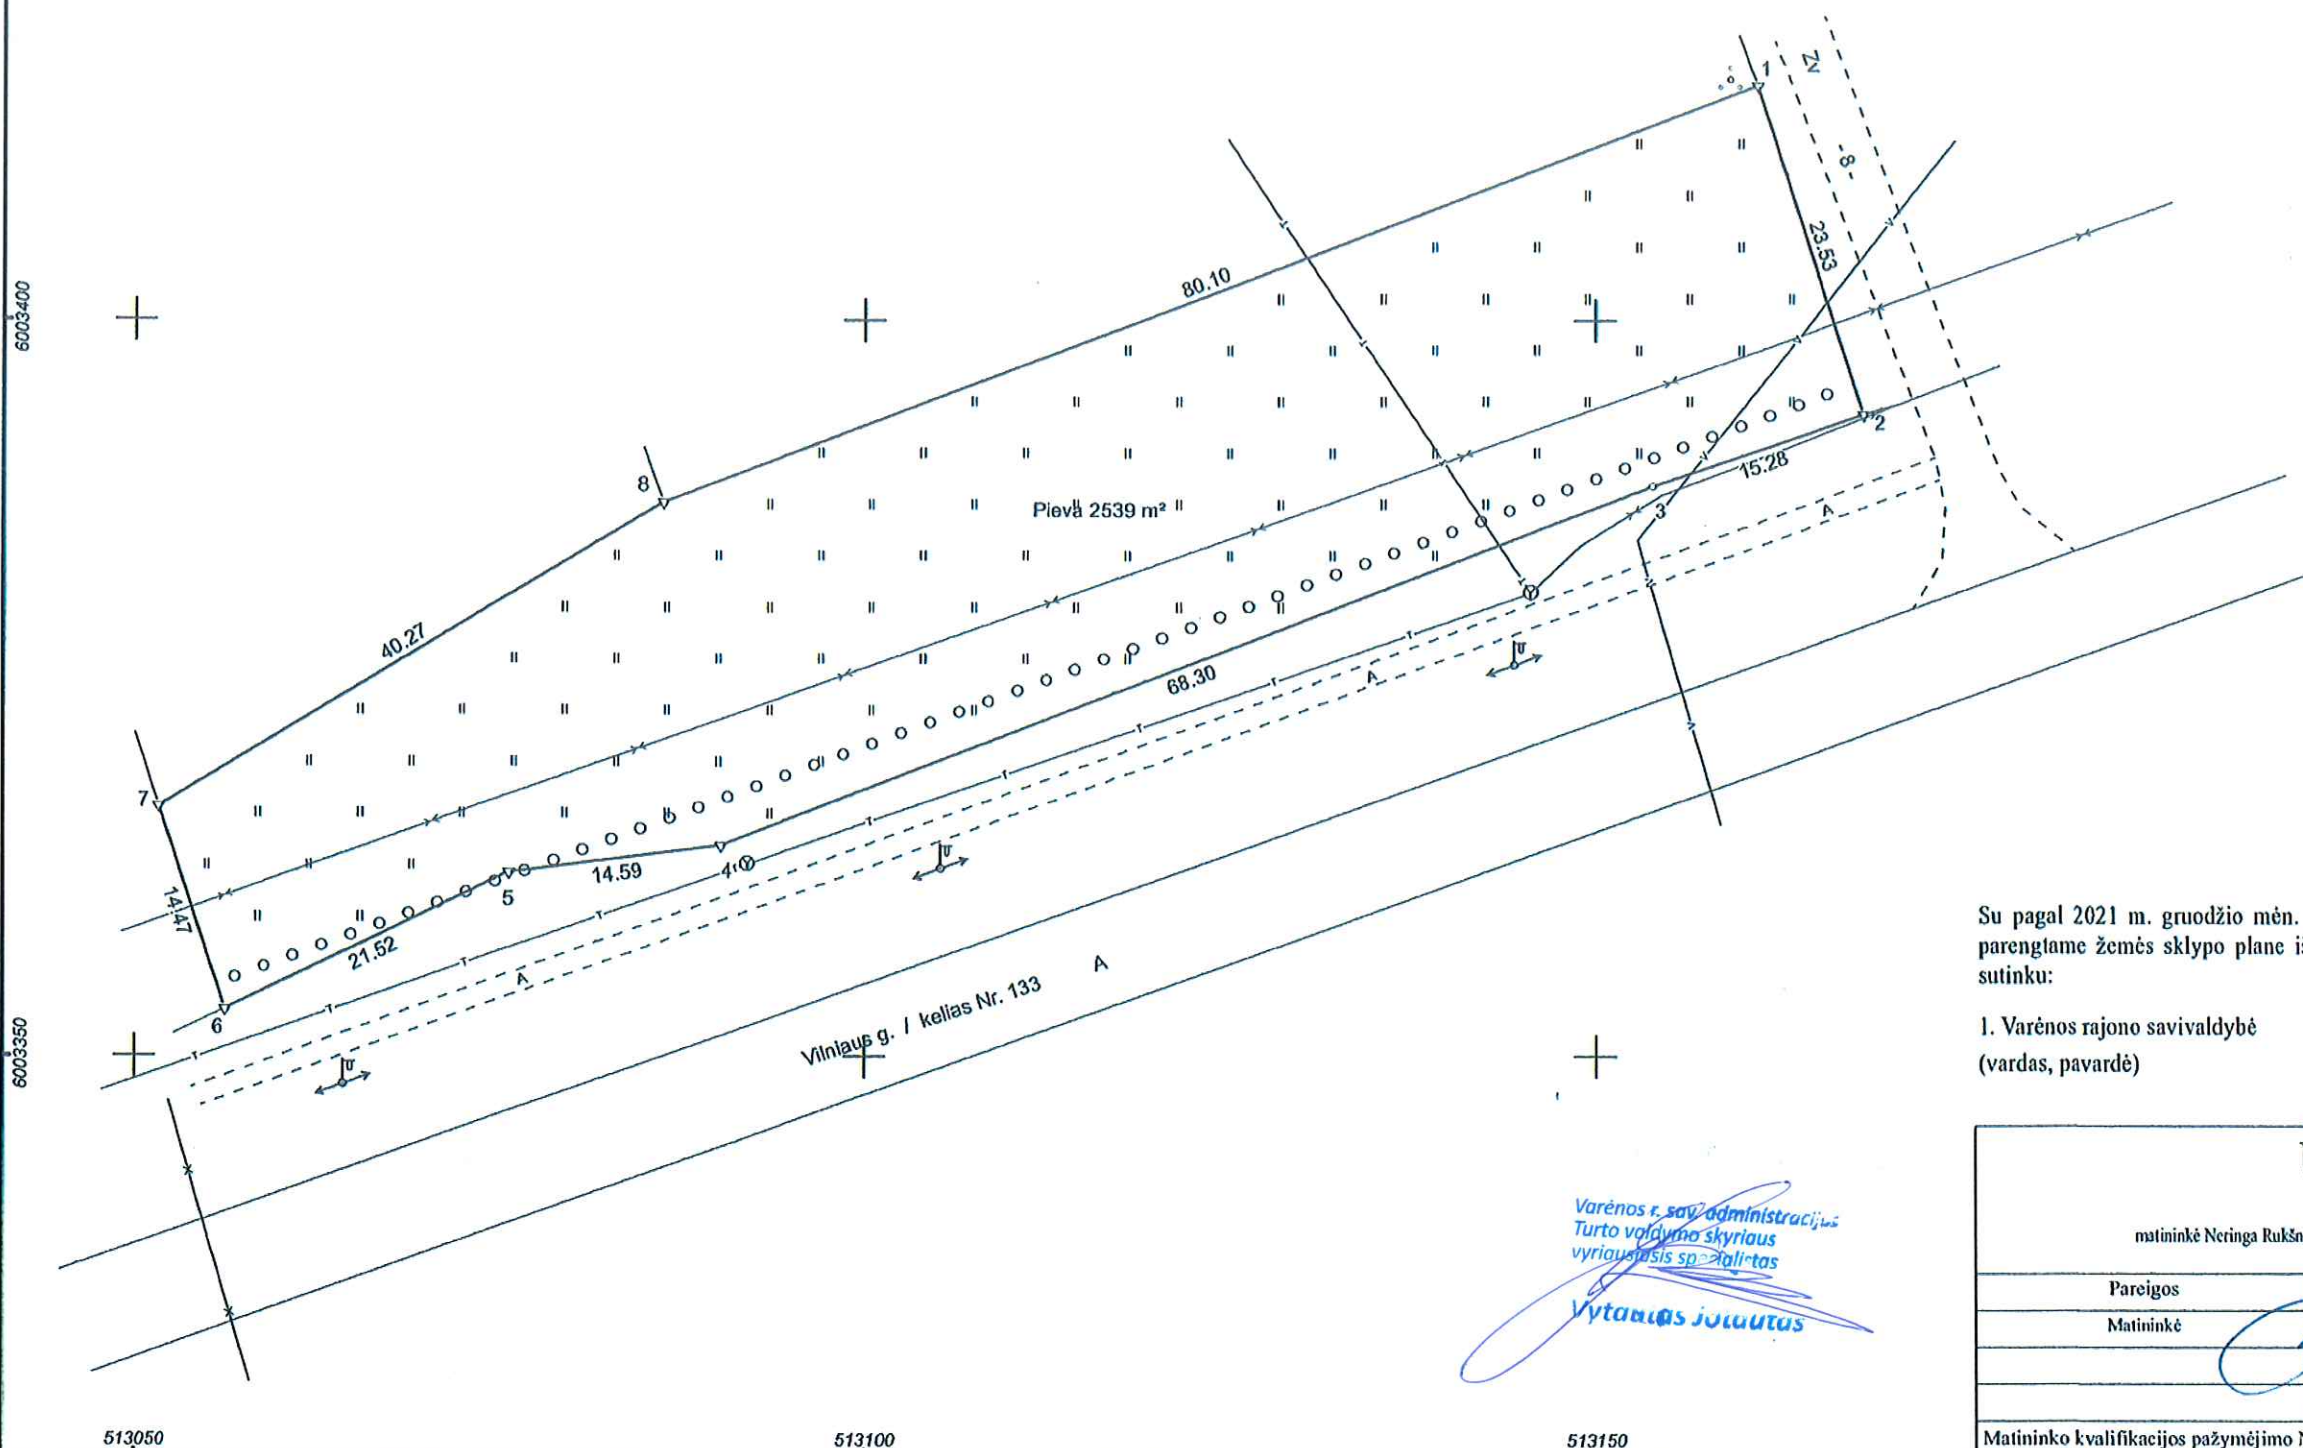 1
Zv
- 8 -
23.53
80.10
6003400
2
8
15.28
Pieva 2539 m²
3
A
40.27
68.30
A
7
14.59
4
5
14.47
21.52
A
6
Vilniaus g. / kelias Nr. 133
A
6003350
Su pagal 2021 m. gruodžio mėn.
parengtame žemės sklypo plane
sutinku:
1. Varėnos rajono savivaldybė
(vardas, pavardė)
Varėnos r. sav. administracijos
Turto valdymo skyriaus
vyriausiasis specialistas
Vytautas
matininkė Neringa
Pareigos
Matininkė
Matininko kvalifikacijos pažymėjimo
513050
513100
513150